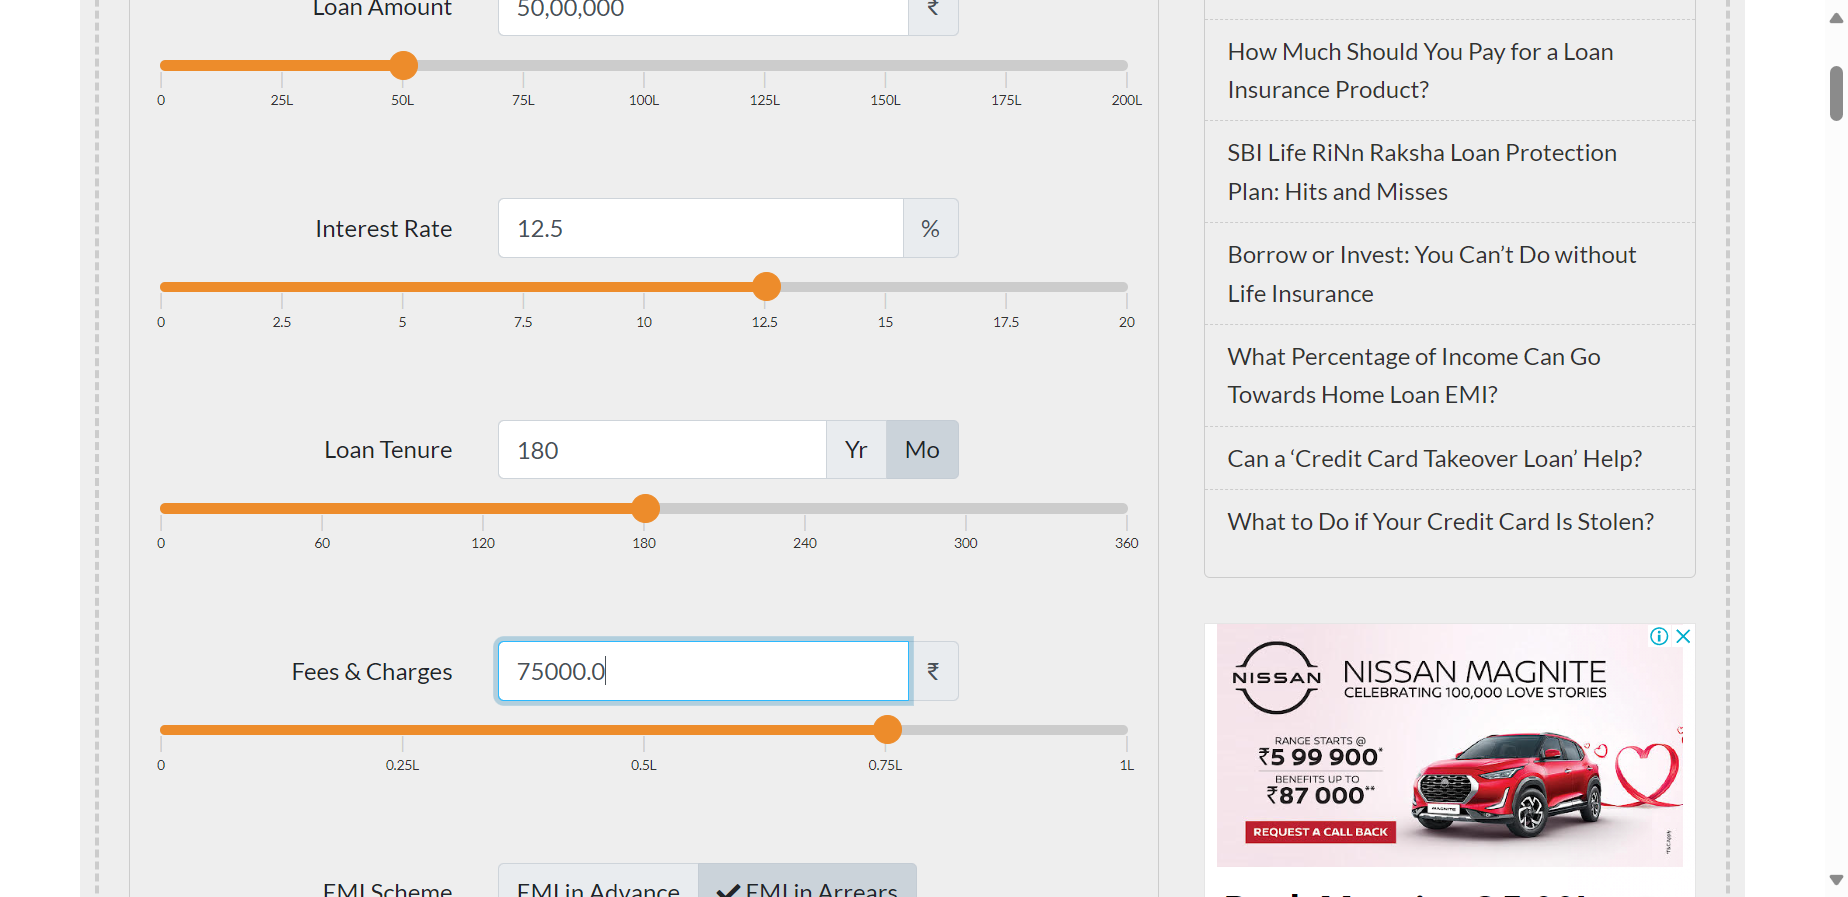 Loan Amount
50,00,000
₹
0
25L
50L
75L
100L
125L
150L
175L
200L
Interest Rate
12.5
%
0
2.5
5
7.5
10
12.5
15
17.5
20
Loan Tenure
180
Yr
Mo
0
60
120
180
240
300
360
Fees & Charges
75000.0
₹
0
0.25L
0.5L
0.75L
1L
EMI Scheme
EMI in Advance
EMI in Arrears
How Much Should You Pay for a Loan
Insurance Product?
SBI Life RiNn Raksha Loan Protection
Plan: Hits and Misses
Borrow or Invest: You Can’t Do without
Life Insurance
What Percentage of Income Can Go
Towards Home Loan EMI?
Can a ‘Credit Card Takeover Loan’ Help?
What to Do if Your Credit Card Is Stolen?
NISSAN
NISSAN MAGNITE
CELEBRATING 100,000 LOVE STORIES
RANGE STARTS @
₹5 99 900*
BENEFITS UP TO
₹87 000**
REQUEST A CALL BACK
MAGNITE